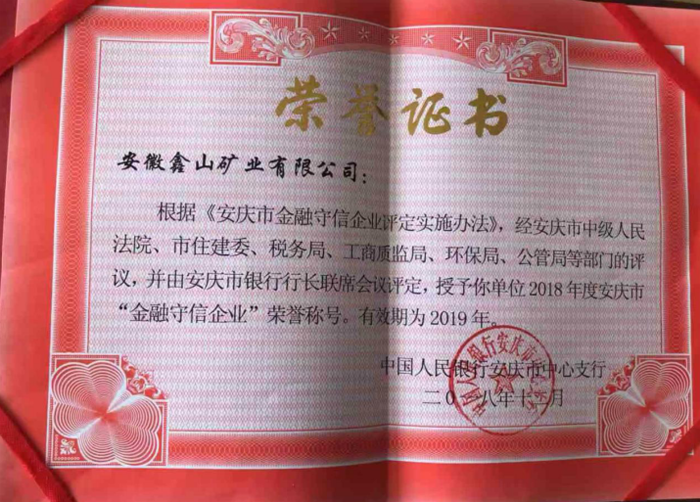 荣誉证书
安徽鑫山矿业有限公司:
根据《安庆市金融守信企业评定实施办法》，经安庆市中级人民
法院、市住建委、税务局、工商质监局、环保局、公管局等部门的评
议，并由安庆市银行行长联席会议评定，授予你单位2018年度安庆市
“金融守信企业”荣誉称号。有效期为2019年。
中国人民银行安庆市中心支行
二〇一八年十 月